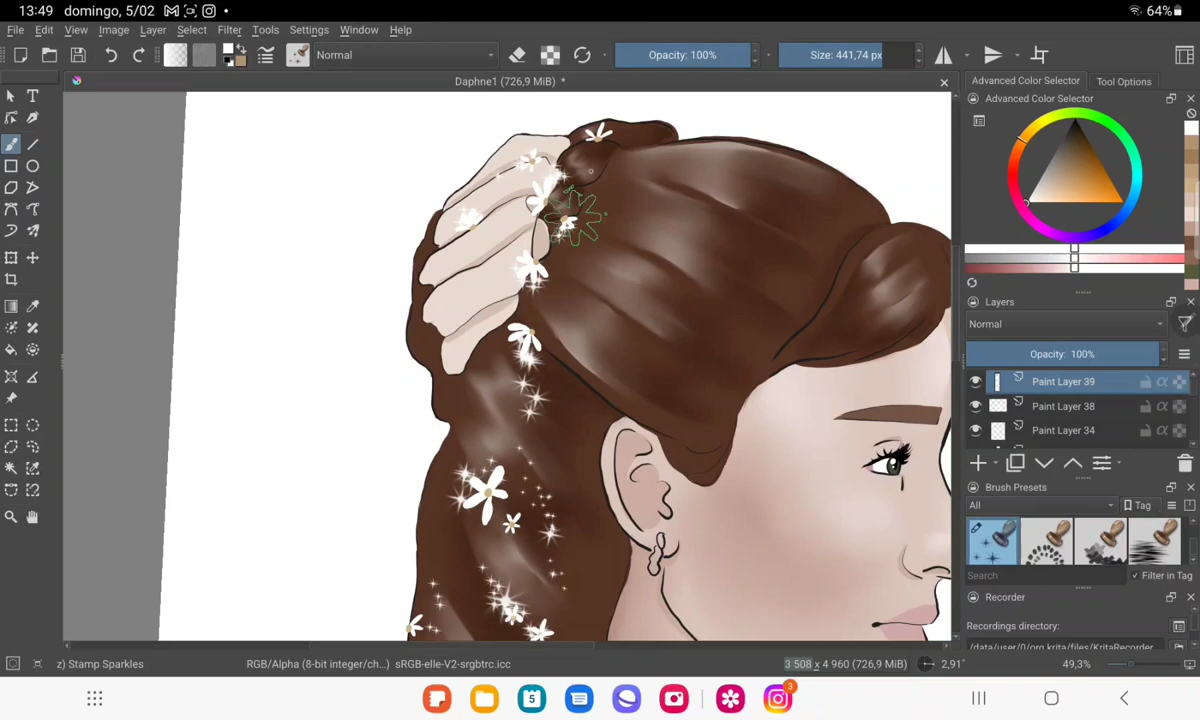 13:49 domingo, 5/02 64%
File Edit View Image Layer Select Filter Tools Settings Window Help
Normal Opacity: 100% Size: 441,74 px
Daphne1 (726,9 MiB) *
Advanced Color Selector Tool Options
Advanced Color Selector
Layers
Normal
Opacity: 100%
Paint Layer 39
Paint Layer 38
Paint Layer 34
Brush Presets
All Tag
Search Filter in Tag
Recorder
Recordings directory:
/data/user/0/org.krita/files/KritaRecorder
z) Stamp Sparkles RGB/Alpha (8-bit integer/ch...) sRGB-elle-V2-srgbtrc.icc 3 508 x 4 960 (726,9 MiB) 2,91° 49,3%
5 3